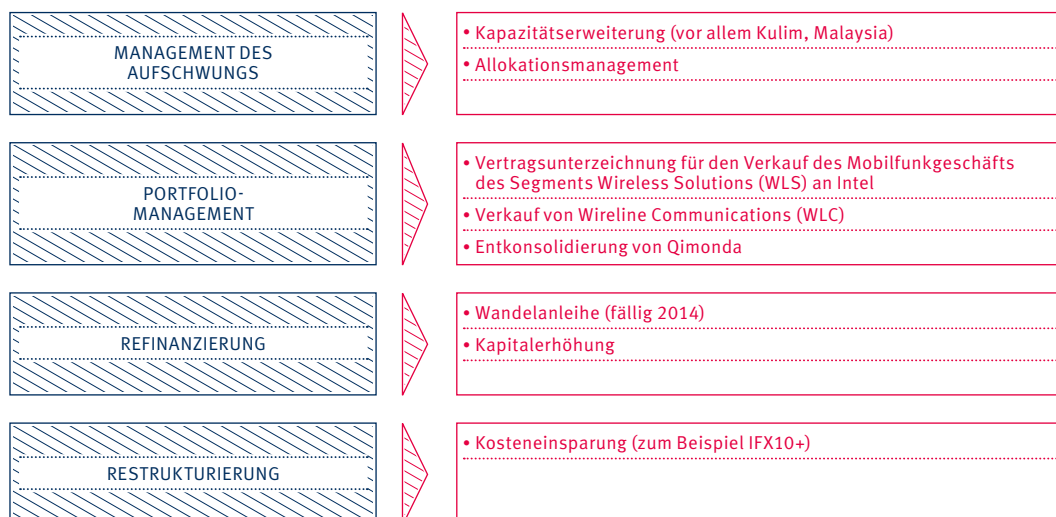 MANAGEMENT DES
AUFSCHWUNGS
• Kapazitätserweiterung (vor allem Kulim, Malaysia)
• Allokationsmanagement
PORTFOLIO-
MANAGEMENT
• Vertragsunterzeichnung für den Verkauf des Mobilfunkgeschäfts
des Segments Wireless Solutions (WLS) an Intel
• Verkauf von Wireline Communications (WLC)
• Entkonsolidierung von Qimonda
REFINANZIERUNG
• Wandelanleihe (fällig 2014)
• Kapitalerhöhung
RESTRUKTURIERUNG
• Kosteneinsparung (zum Beispiel IFX10+)